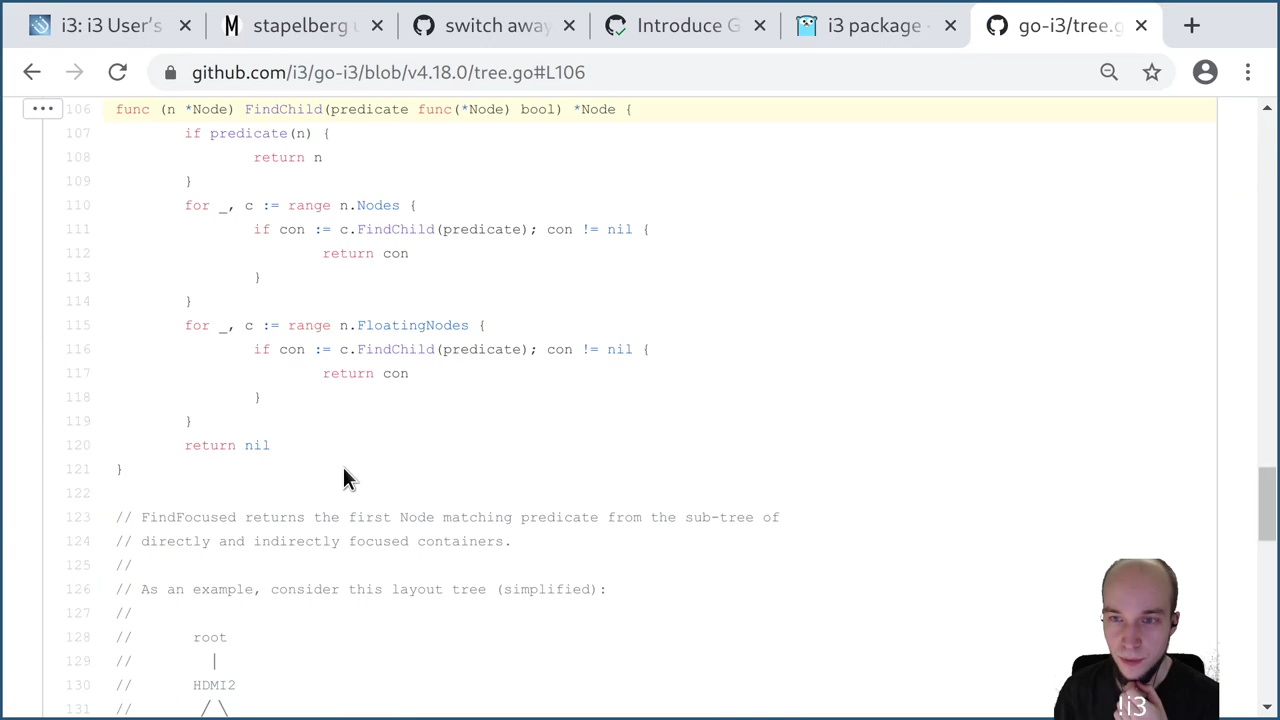 i3: i3 User's
stapelberg u
switch away
Introduce G
i3 package -
go-i3/tree.g
github.com/i3/go-i3/blob/v4.18.0/tree.go#L106
106 func (n *Node) FindChild(predicate func(*Node) bool) *Node {
107 if predicate(n) {
108 return n
109 }
110 for _, c := range n.Nodes {
111 if con := c.FindChild(predicate); con != nil {
112 return con
113 }
114 }
115 for _, c := range n.FloatingNodes {
116 if con := c.FindChild(predicate); con != nil {
117 return con
118 }
119 }
120 return nil
121 }
122
123 // FindFocused returns the first Node matching predicate from the sub-tree of
124 // directly and indirectly focused containers.
125 //
126 // As an example, consider this layout tree (simplified):
127 //
128 // root
129 // |
130 // HDMI2
131 // / \
!i3